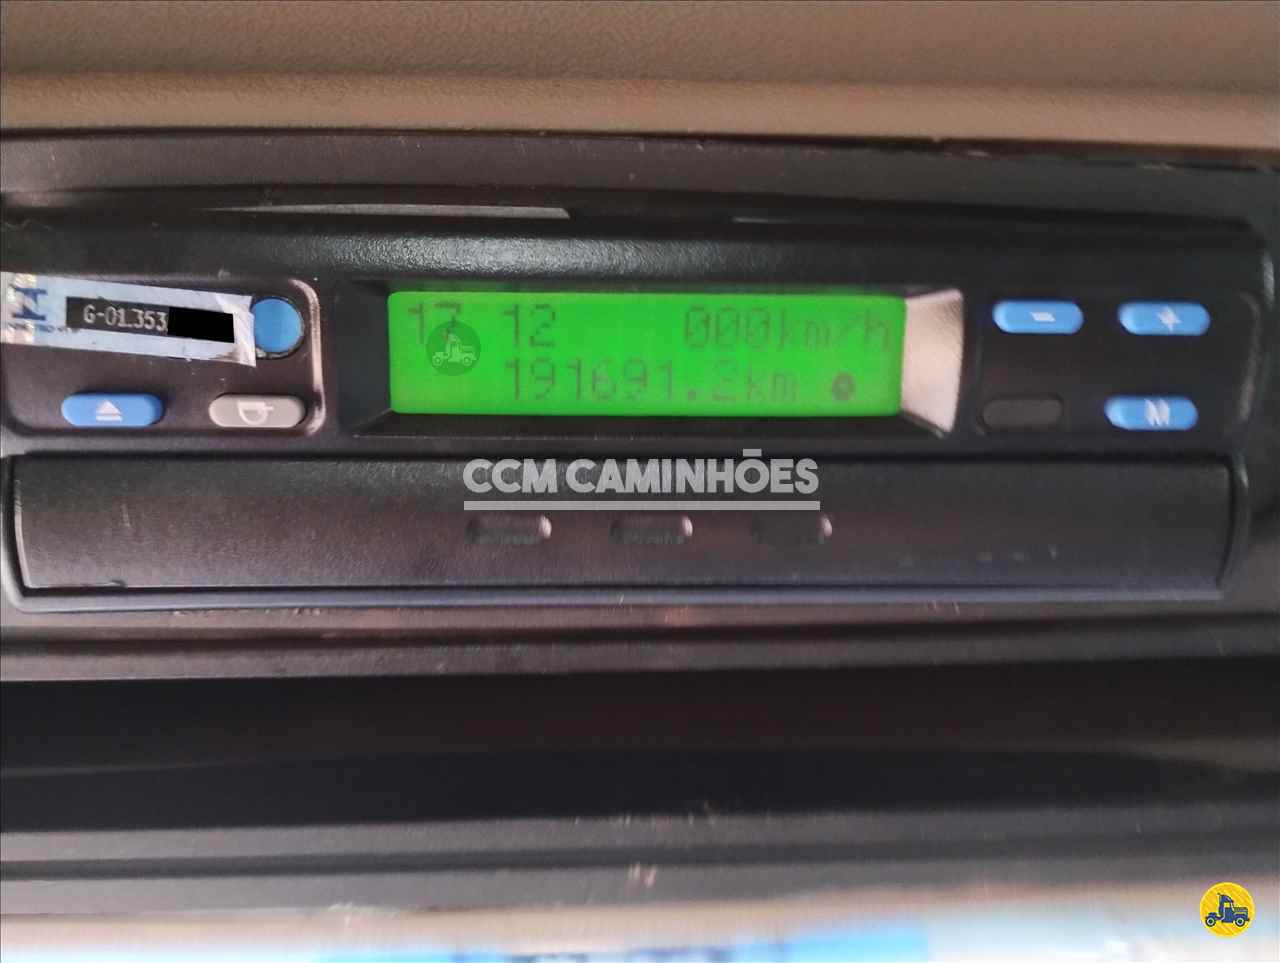 G-01.353
17 12 000km/h
191691.2km
M
CCM CAMINHÕES